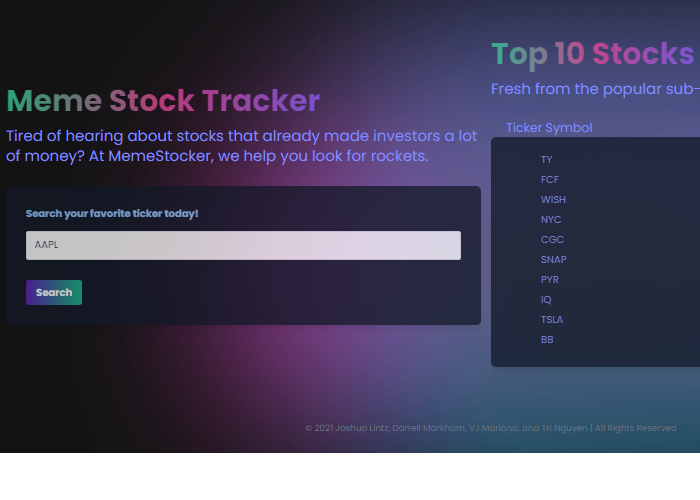 Meme Stock Tracker
Tired of hearing about stocks that already made investors a lot
of money? At MemeStocker, we help you look for rockets.
Search your favorite ticker today!
AAPL
Search
Top 10 Stocks
Fresh from the popular sub-
Ticker Symbol
TY
FCF
WISH
NYC
CGC
SNAP
PYR
IQ
TSLA
BB
© 2021 Joshua Lintz, Darrell Markham, VJ Mariano, and Tri Nguyen | All Rights Reserved